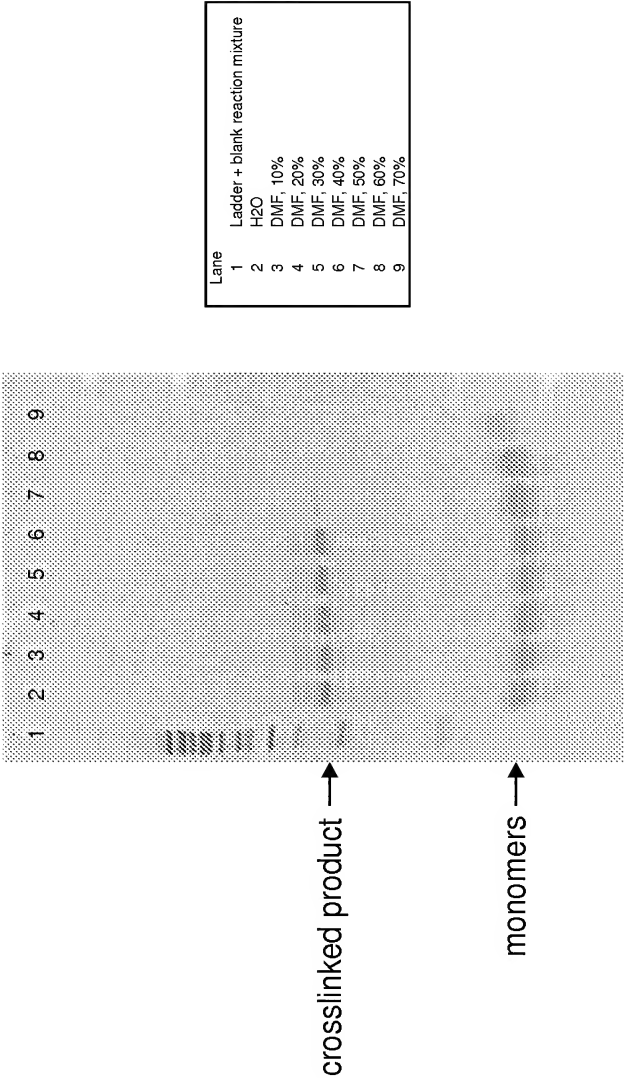 Lane
1 Ladder + blank reaction mixture
2 H2O
3 DMF, 10%
4 DMF, 20%
5 DMF, 30%
6 DMF, 40%
7 DMF, 50%
8 DMF, 60%
9 DMF, 70%
1 2 3 4 5 6 7 8 9
crosslinked product
monomers